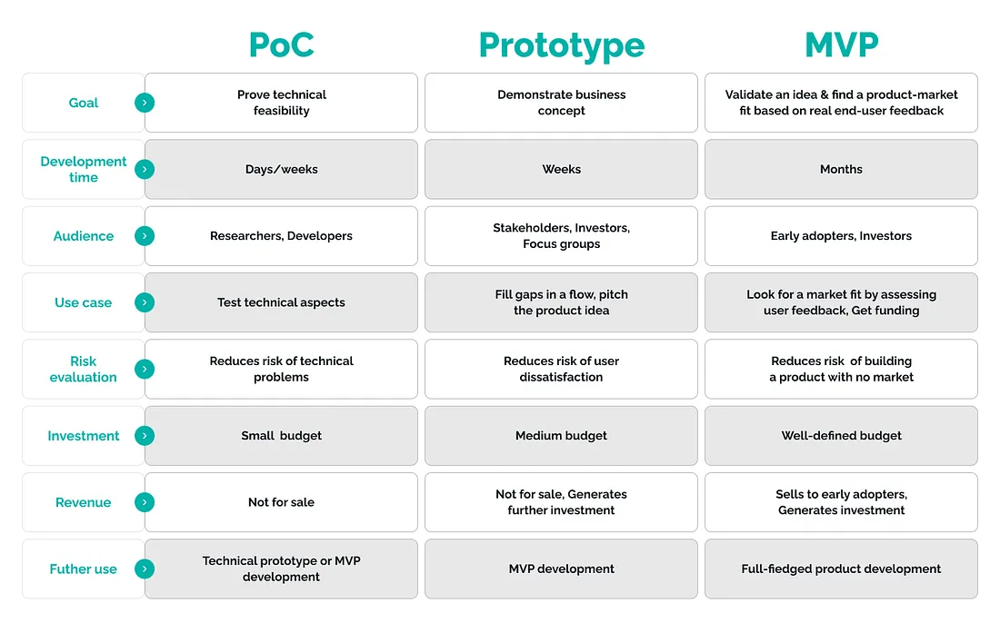 PoC Prototype MVP
Goal
Prove technical
feasibility
Demonstrate business
concept
Validate an idea & find a product-market
fit based on real end-user feedback
Development
time
Days/weeks
Weeks
Months
Audience
Researchers, Developers
Stakeholders, Investors,
Focus groups
Early adopters, Investors
Use case
Test technical aspects
Fill gaps in a flow, pitch
the product idea
Look for a market fit by assessing
user feedback, Get funding
Risk
evaluation
Reduces risk of technical
problems
Reduces risk of user
dissatisfaction
Reduces risk of building
a product with no market
Investment
Small budget
Medium budget
Well-defined budget
Revenue
Not for sale
Not for sale, Generates
further investment
Sells to early adopters,
Generates investment
Futher use
Technical prototype or MVP
development
MVP development
Full-fiedged product development